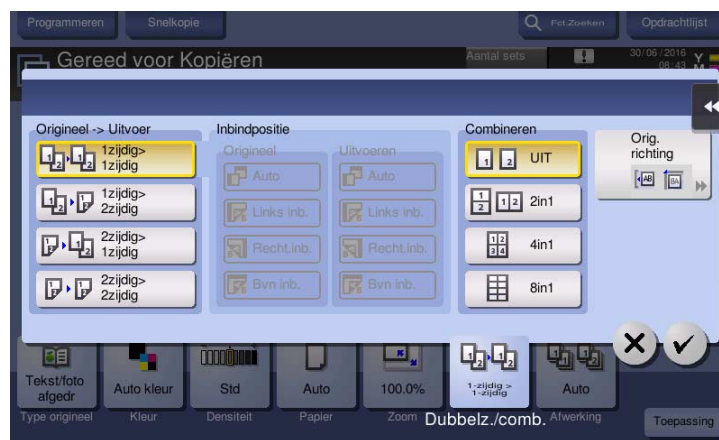 Programmeren
Snelkopie
Fct.Zoeken
Opdrachtlijst
Gereed voor Kopiëren
Aantal sets
30/06/2016
08:43
Y
M
Origineel -> Uitvoer
Inbindpositie
Combineren
Orig.
richting
Origineel
Uitvoeren
1zijdig>
1zijdig
Auto
Auto
UIT
1zijdig>
2zijdig
Links inb.
Links inb.
2in1
2zijdig>
1zijdig
Recht.inb.
Recht.inb.
4in1
2zijdig>
2zijdig
Bvn inb.
Bvn inb.
8in1
Tekst/foto
afgedr
Auto kleur
Std
Auto
100.0%
1-zijdig >
1-zijdig
Auto
Type origineel
Kleur
Densiteit
Papier
Zoom
Dubbelz./comb.
Afwerking
Toepassing